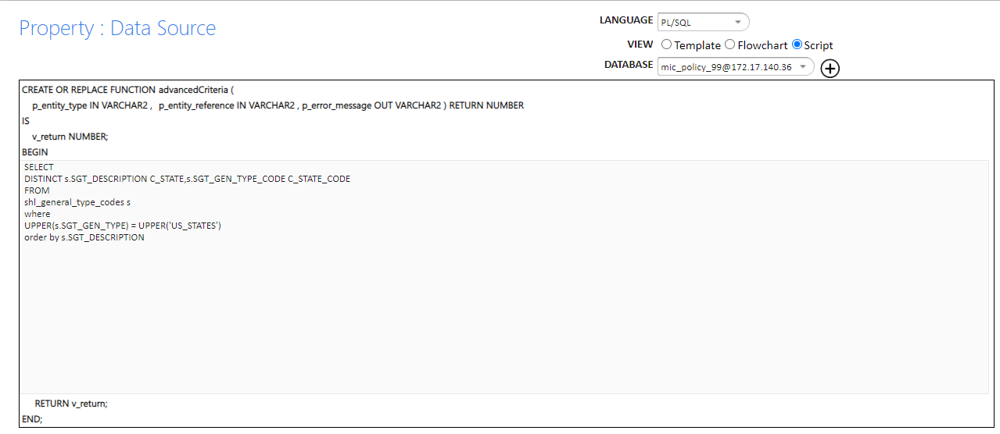 Property : Data Source
LANGUAGE PL/SQL
VIEW Template Flowchart Script
DATABASE mic_policy_99@172.17.140.36
CREATE OR REPLACE FUNCTION advancedCriteria (
p_entity_type IN VARCHAR2 , p_entity_reference IN VARCHAR2 , p_error_message OUT VARCHAR2 ) RETURN NUMBER
IS
v_return NUMBER;
BEGIN
SELECT
DISTINCT s.SGT_DESCRIPTION C_STATE,s.SGT_GEN_TYPE_CODE C_STATE_CODE
FROM
shl_general_type_codes s
where
UPPER(s.SGT_GEN_TYPE) = UPPER('US_STATES')
order by s.SGT_DESCRIPTION
RETURN v_return;
END;